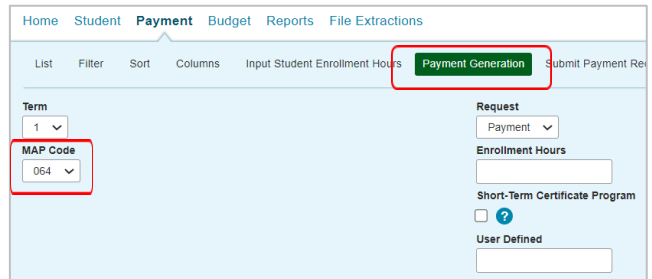 Home Student Payment Budget Reports File Extractions
List Filter Sort Columns Input Student Enrollment Hours Payment Generation Submit Payment
Term Request
1 Payment
MAP Code Enrollment Hours
064
Short-Term Certificate Program
?
User Defined